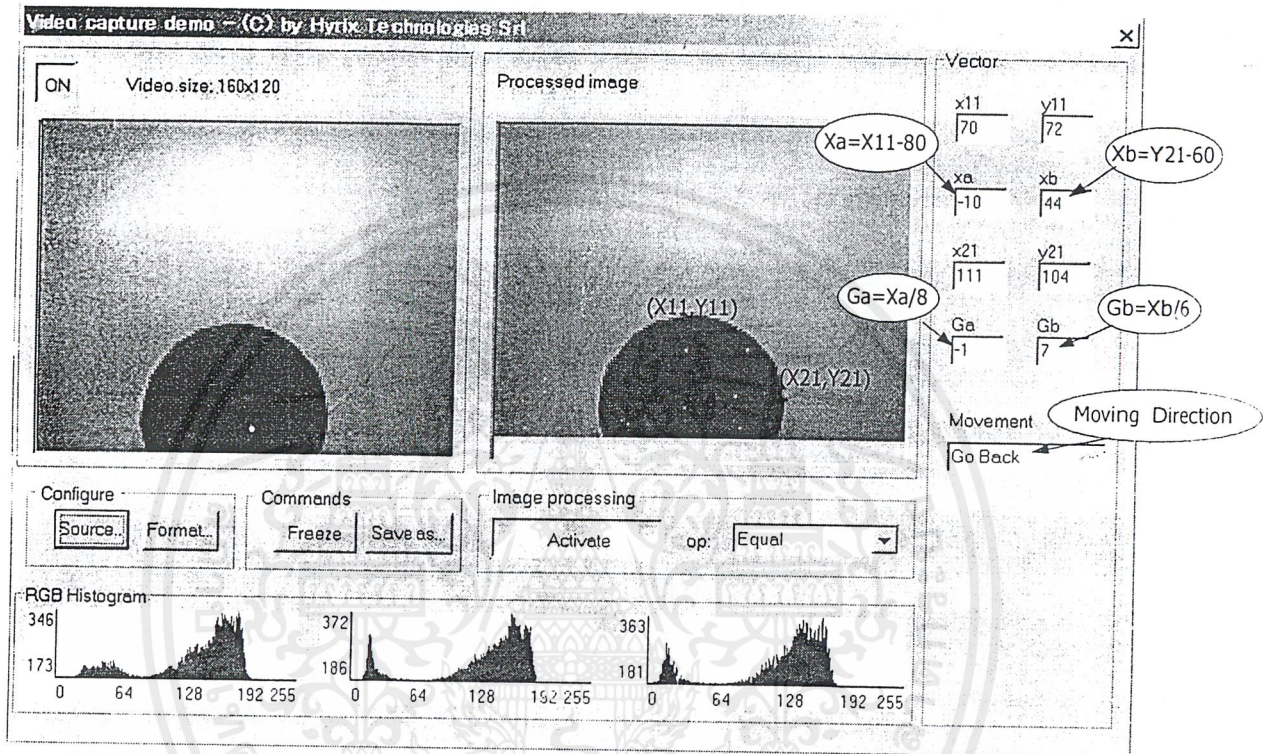 Video capture demo - (C) by Hyrix Technologies Srl
ON Video size: 160x120
Processed image
Vector
x11 y11
70 72
Xa=X11-80
Xb=Y21-60
xa xb
-10 44
x21 y21
111 104
Ga=Xa/8
Gb=Xb/6
Ga Gb
-1 7
(X11,Y11)
(X21,Y21)
Movement
Moving Direction
Go Back
Configure
Source.. Format...
Commands
Freeze Save as...
Image processing
Activate op: Equal
RGB Histogram
346
173
0 64 128 192 255
372
186
0 64 128 192 255
363
181
0 64 128 192 255